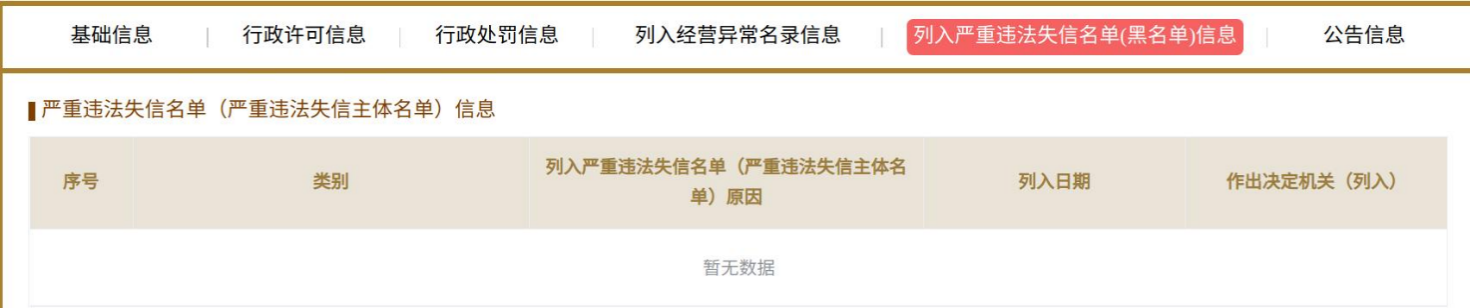 基础信息 | 行政许可信息 | 行政处罚信息 | 列入经营异常名录信息 | 列入严重违法失信名单(黑名单)信息 | 公告信息
严重违法失信名单（严重违法失信主体名单）信息
序号 类别 列入严重违法失信名单（严重违法失信主体名 列入日期 作出决定机关（列入）
单）原因
暂无数据